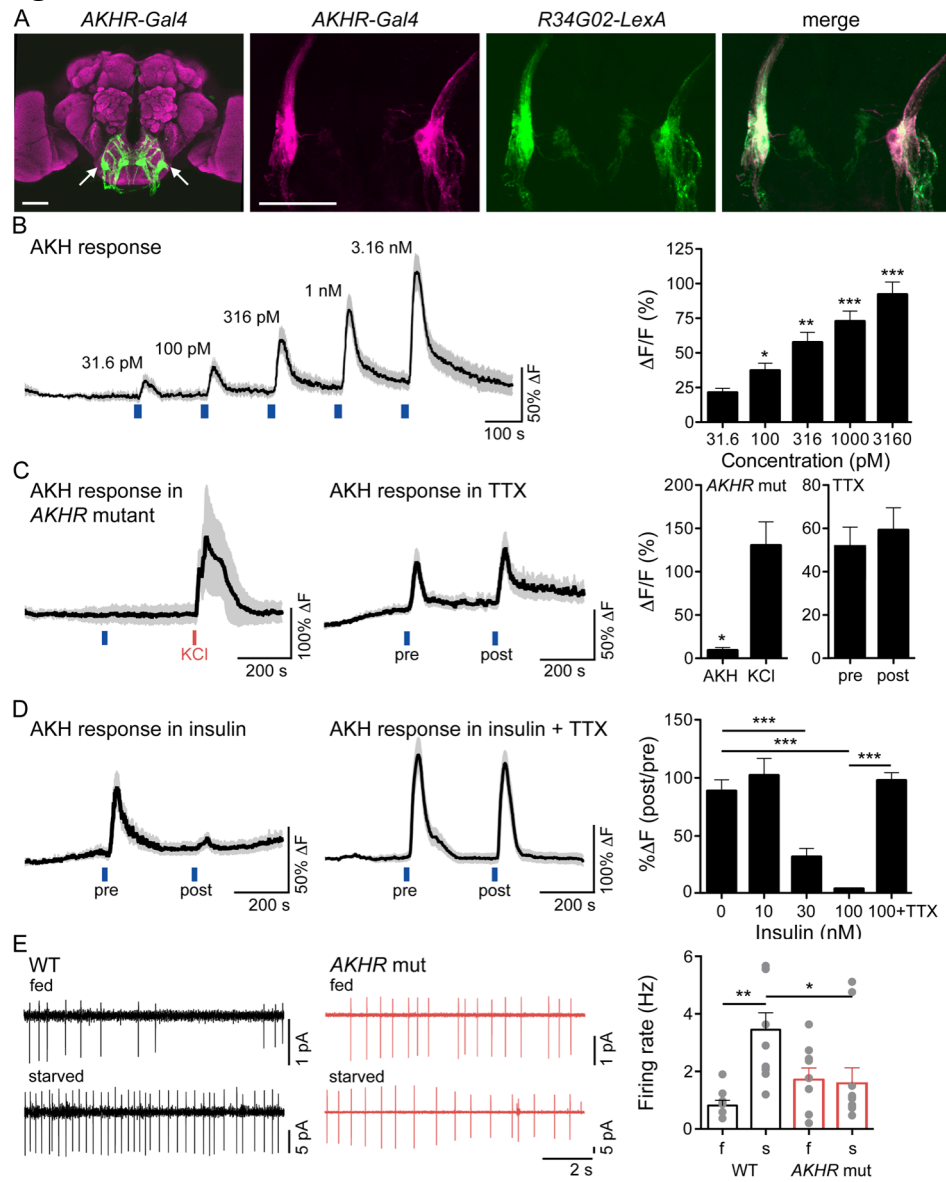 A
AKHR-Gal4
AKHR-Gal4
R34G02-LexA
merge
B
AKH response
31.6 pM
100 pM
316 pM
1 nM
3.16 nM
50% ΔF
100 s
ΔF/F (%)
125
100
75
50
25
0
*
**
***
***
31.6 100 316 1000 3160
Concentration (pM)
C
AKH response in
AKHR mutant
KCl
100% ΔF
200 s
AKH response in TTX
pre
post
50% ΔF
200 s
ΔF/F (%)
200
150
100
50
0
AKHR mut
*
AKH KCl
80
60
40
20
0
TTX
pre post
D
AKH response in insulin
pre
post
50% ΔF
200 s
AKH response in insulin + TTX
pre
post
100% ΔF
200 s
%ΔF (post/pre)
150
100
50
0
***
***
***
0 10 30 100 100+TTX
Insulin (nM)
E
WT
fed
1 pA
starved
5 pA
AKHR mut
fed
1 pA
starved
5 pA
2 s
Firing rate (Hz)
6
4
2
0
**
*
f s f s
WT AKHR mut